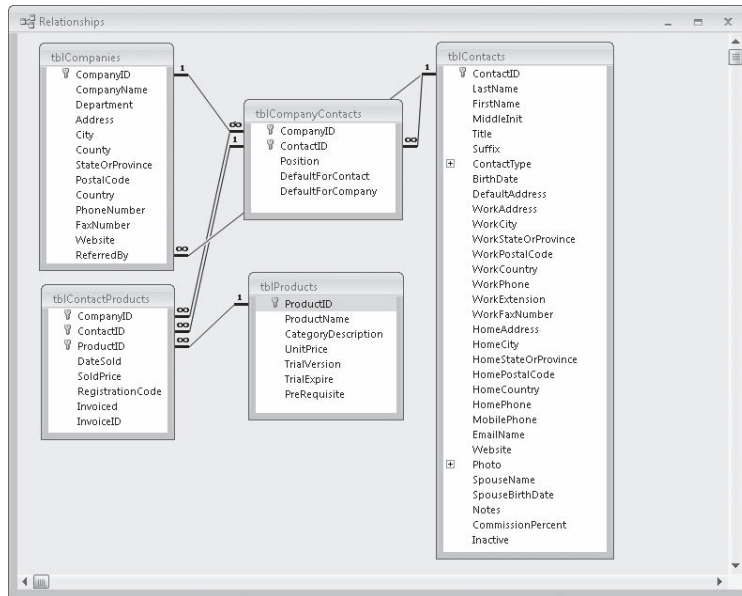 Relationships
tblCompanies
CompanyID
CompanyName
Department
Address
City
County
StateOrProvince
PostalCode
Country
PhoneNumber
FaxNumber
Website
ReferredBy
1
∞
tblCompanyContacts
CompanyID
ContactID
Position
DefaultForContact
DefaultForCompany
∞
1
∞
tblContacts
1
ContactID
LastName
FirstName
MiddleInit
Title
Suffix
ContactType
BirthDate
DefaultAddress
WorkAddress
WorkCity
WorkStateOrProvince
WorkPostalCode
WorkCountry
WorkPhone
WorkExtension
WorkFaxNumber
HomeAddress
HomeCity
HomeStateOrProvince
HomePostalCode
HomeCountry
HomePhone
MobilePhone
EmailName
Website
Photo
SpouseName
SpouseBirthDate
Notes
CommissionPercent
Inactive
tblContactProducts
CompanyID
ContactID
ProductID
DateSold
SoldPrice
RegistrationCode
Invoiced
InvoiceID
∞
∞
∞
tblProducts
1
ProductID
ProductName
CategoryDescription
UnitPrice
TrialVersion
TrialExpire
PreRequisite